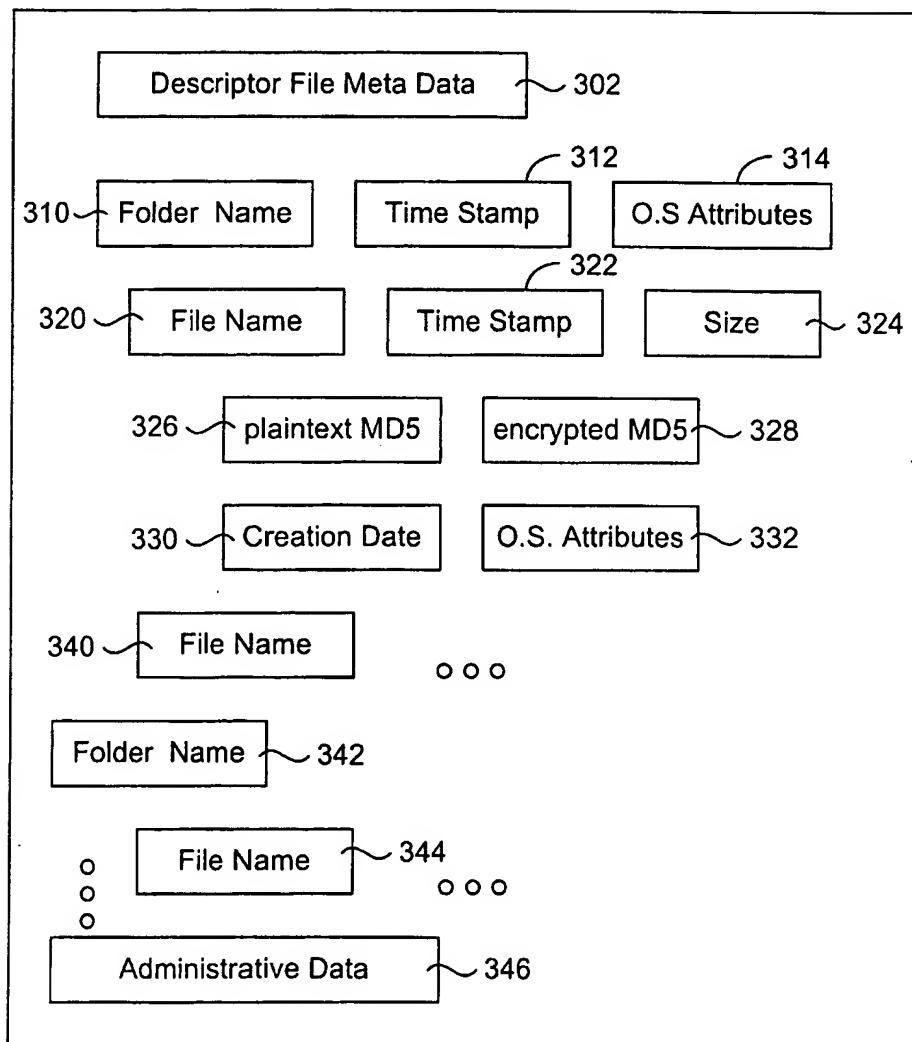 Descriptor File Meta Data 302
312 314
310 Folder Name Time Stamp O.S Attributes
322
320 File Name Time Stamp Size 324
326 plaintext MD5 encrypted MD5 328
330 Creation Date O.S. Attributes 332
340 File Name
Folder Name 342
File Name 344
Administrative Data 346